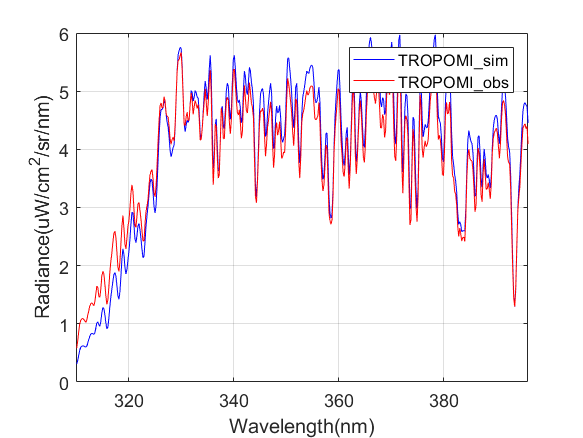 6
5
4
3
2
1
0
320
340
360
380
Wavelength(nm)
Radiance(uW/cm²/sr/nm)
TROPOMI_sim
TROPOMI_obs